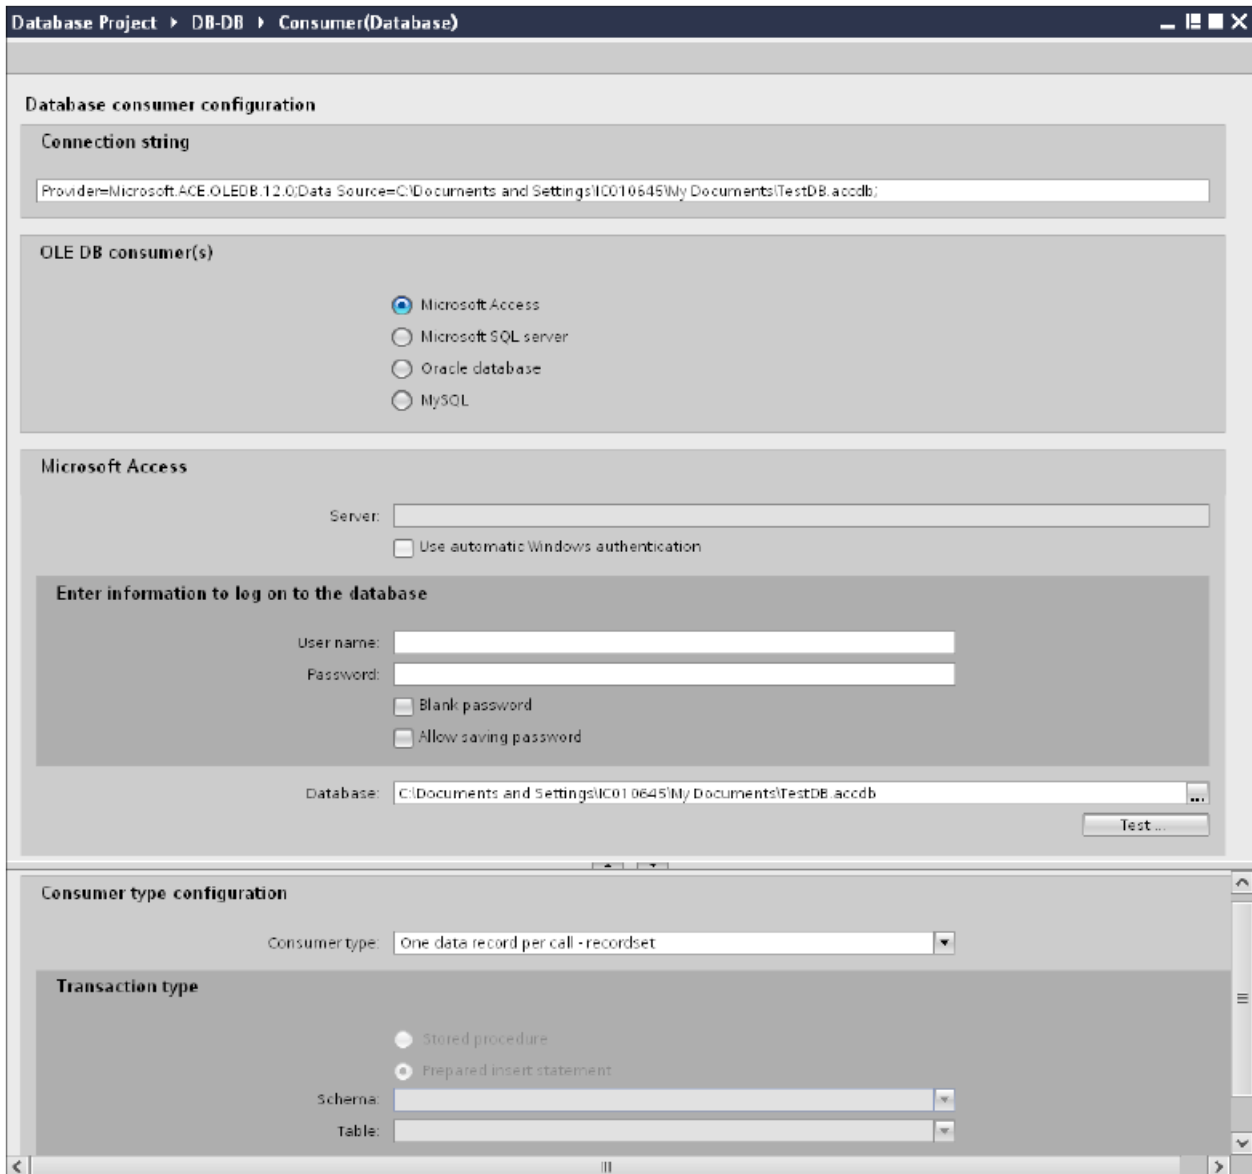 Database Project ▸ DB-DB ▸ Consumer(Database)
Database consumer configuration
Connection string
Provider=Microsoft.ACE.OLEDB.12.0;Data Source=C:\Documents and Settings\IC010645\My Documents\TestDB.accdb;
OLE DB consumer(s)
Microsoft Access
Microsoft SQL server
Oracle database
MySQL
Microsoft Access
Server:
Use automatic Windows authentication
Enter information to log on to the database
User name:
Password:
Blank password
Allow saving password
Database: C:\Documents and Settings\IC010645\My Documents\TestDB.accdb ...
Test ...
Consumer type configuration
Consumer type: One data record per call - recordset
Transaction type
Stored procedure
Prepared insert statement
Schema:
Table: